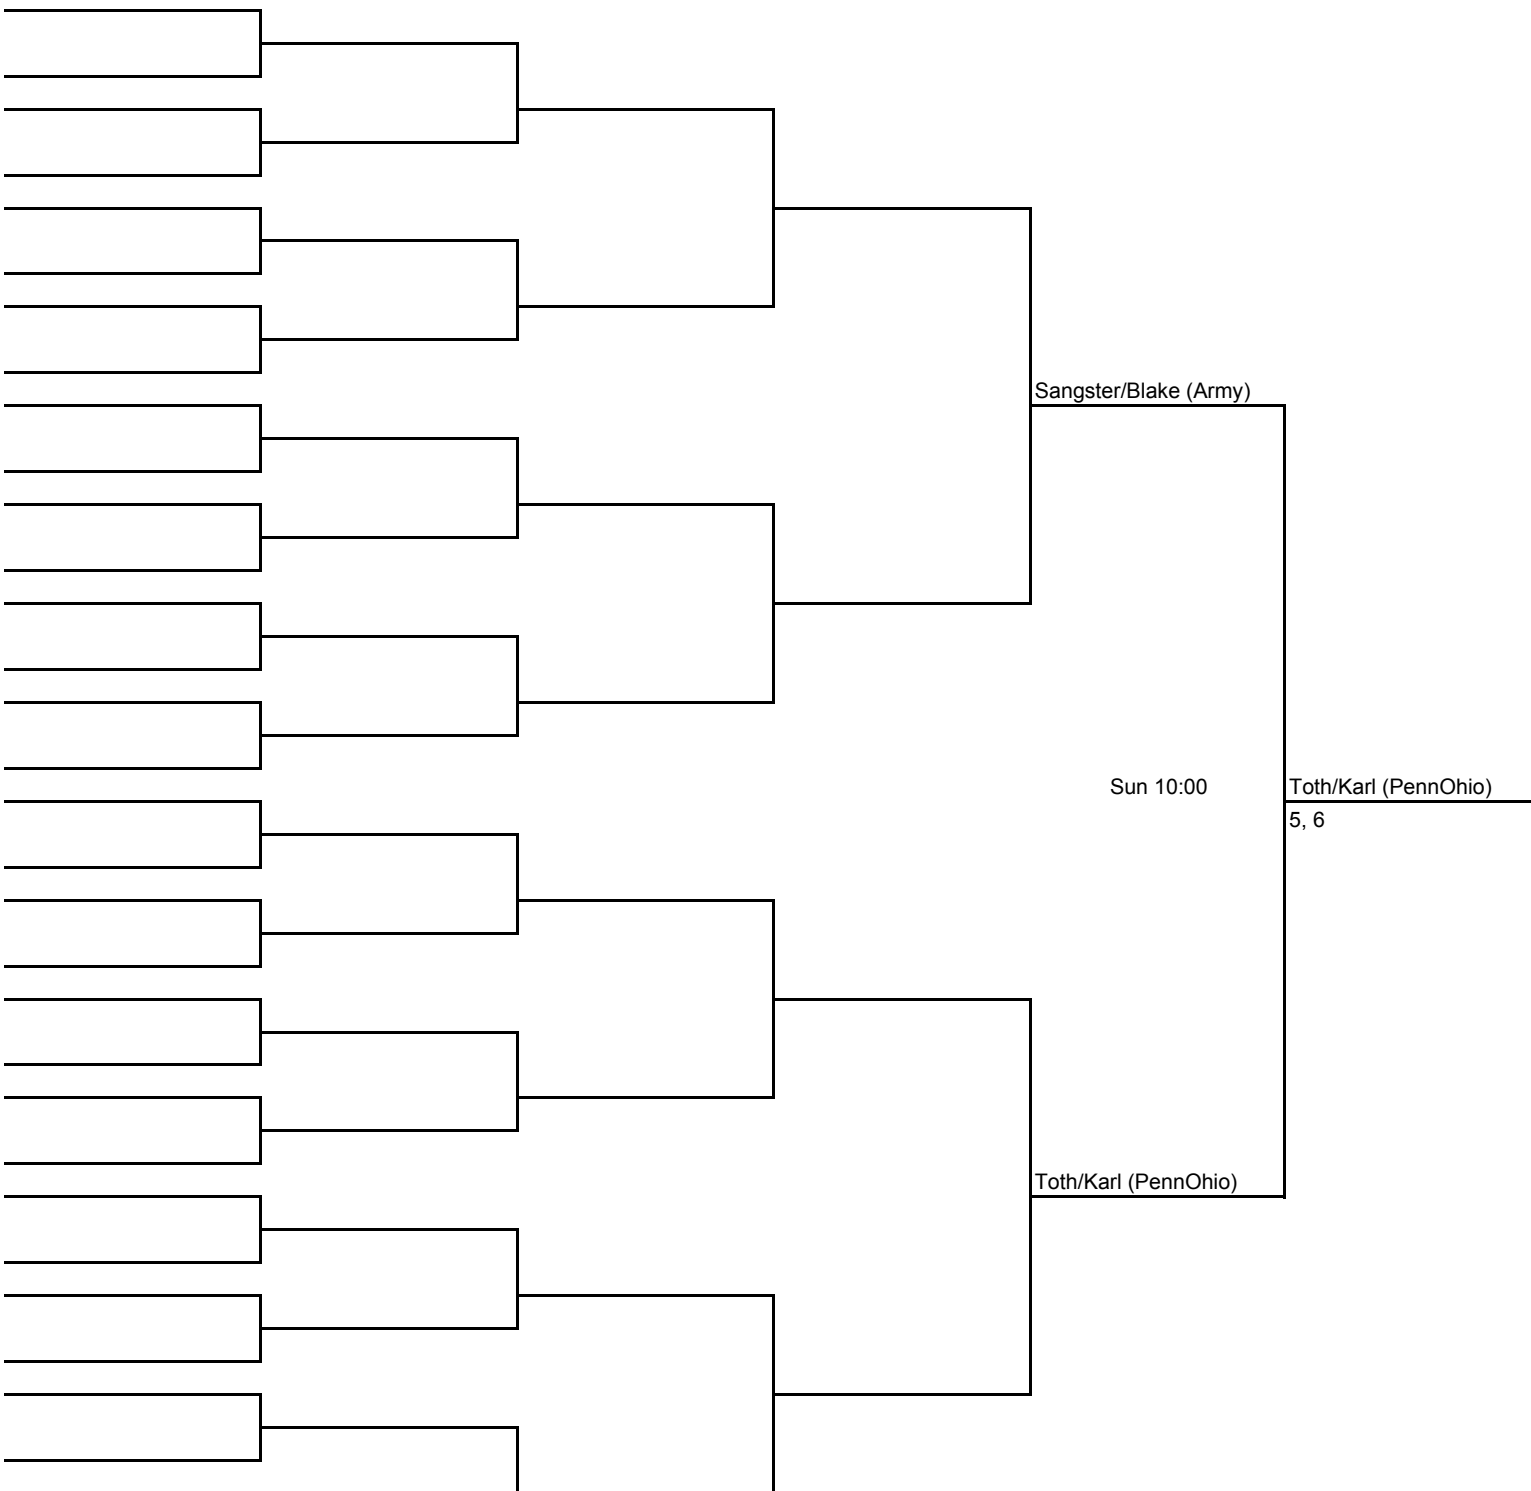 Sangster/Blake (Army)
Sun 10:00
Toth/Karl (PennOhio)
5, 6
Toth/Karl (PennOhio)